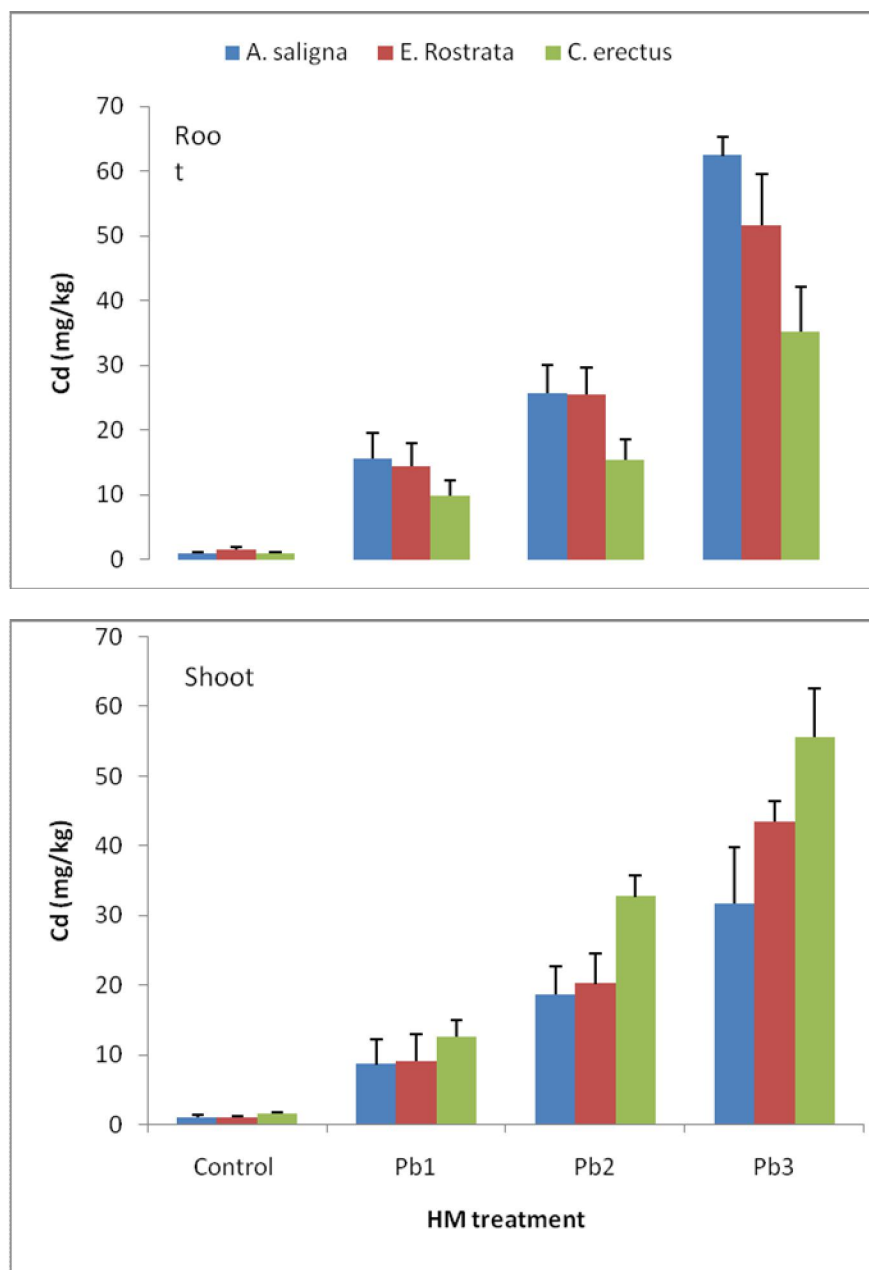 A. saligna E. Rostrata C. erectus
70
60
50
40
30
20
10
0
Cd (mg/kg)
Roo
t
70
60
50
40
30
20
10
0
Cd (mg/kg)
Shoot
Control Pb1 Pb2 Pb3
HM treatment